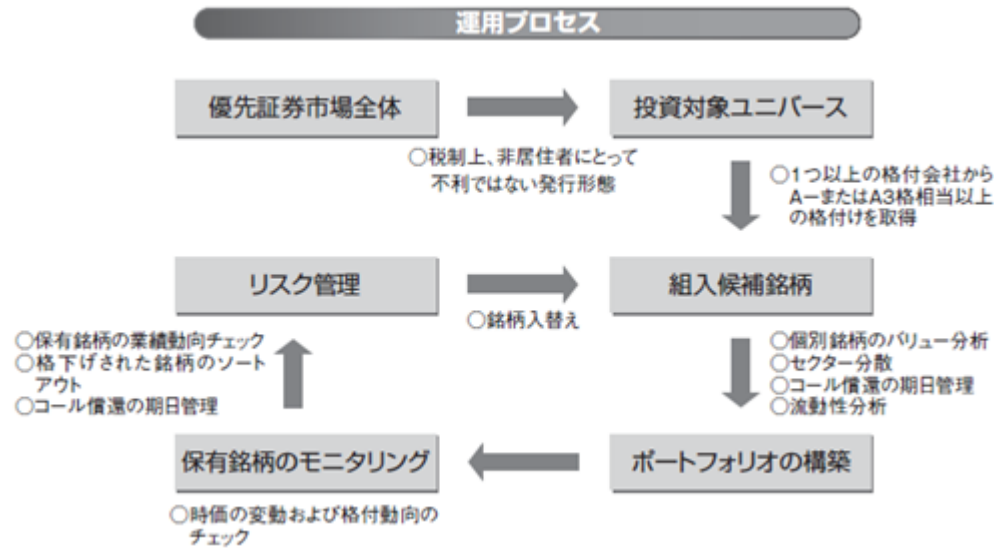 運用プロセス
優先証券市場全体
投資対象ユニバース
○税制上、非居住者にとって
不利ではない発行形態
○1つ以上の格付会社から
A－またはA3格相当以上
の格付けを取得
リスク管理
組入候補銘柄
○銘柄入替え
○保有銘柄の業績動向チェック
○格下げされた銘柄のソート
アウト
○コール償還の期日管理
○個別銘柄のバリュー分析
○セクター分散
○コール償還の期日管理
○流動性分析
保有銘柄のモニタリング
ポートフォリオの構築
○時価の変動および格付動向の
チェック